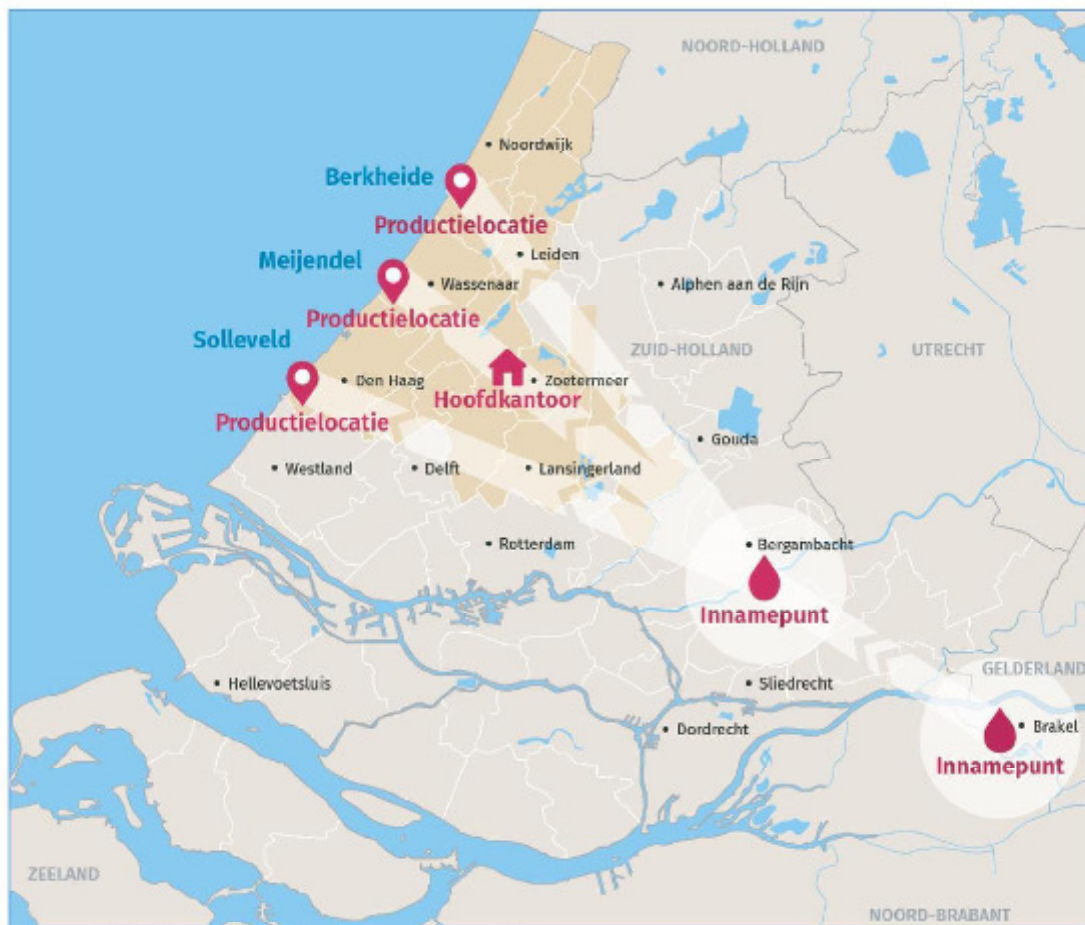 NOORD-HOLLAND
Noordwijk
Berkheide
Productielocatie
Leiden
Meijendel
Wassenaar
Alphen aan de Rijn
Productielocatie
Solleveld
ZUID-HOLLAND
UTRECHT
Den Haag
Zoetermeer
Hoofdkantoor
Productielocatie
Gouda
Westland
Delft
Lansingerland
Rotterdam
Bergambacht
Innamepunt
GELDERLAND
Hellevoetsluis
Sliedrecht
Dordrecht
Brakel
Innamepunt
ZEELAND
NOORD-BRABANT